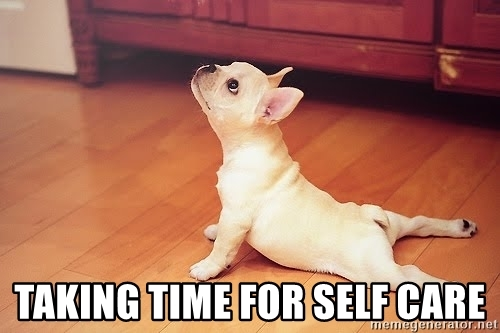 TAKING TIME FOR SELF CARE
memegenerator.net